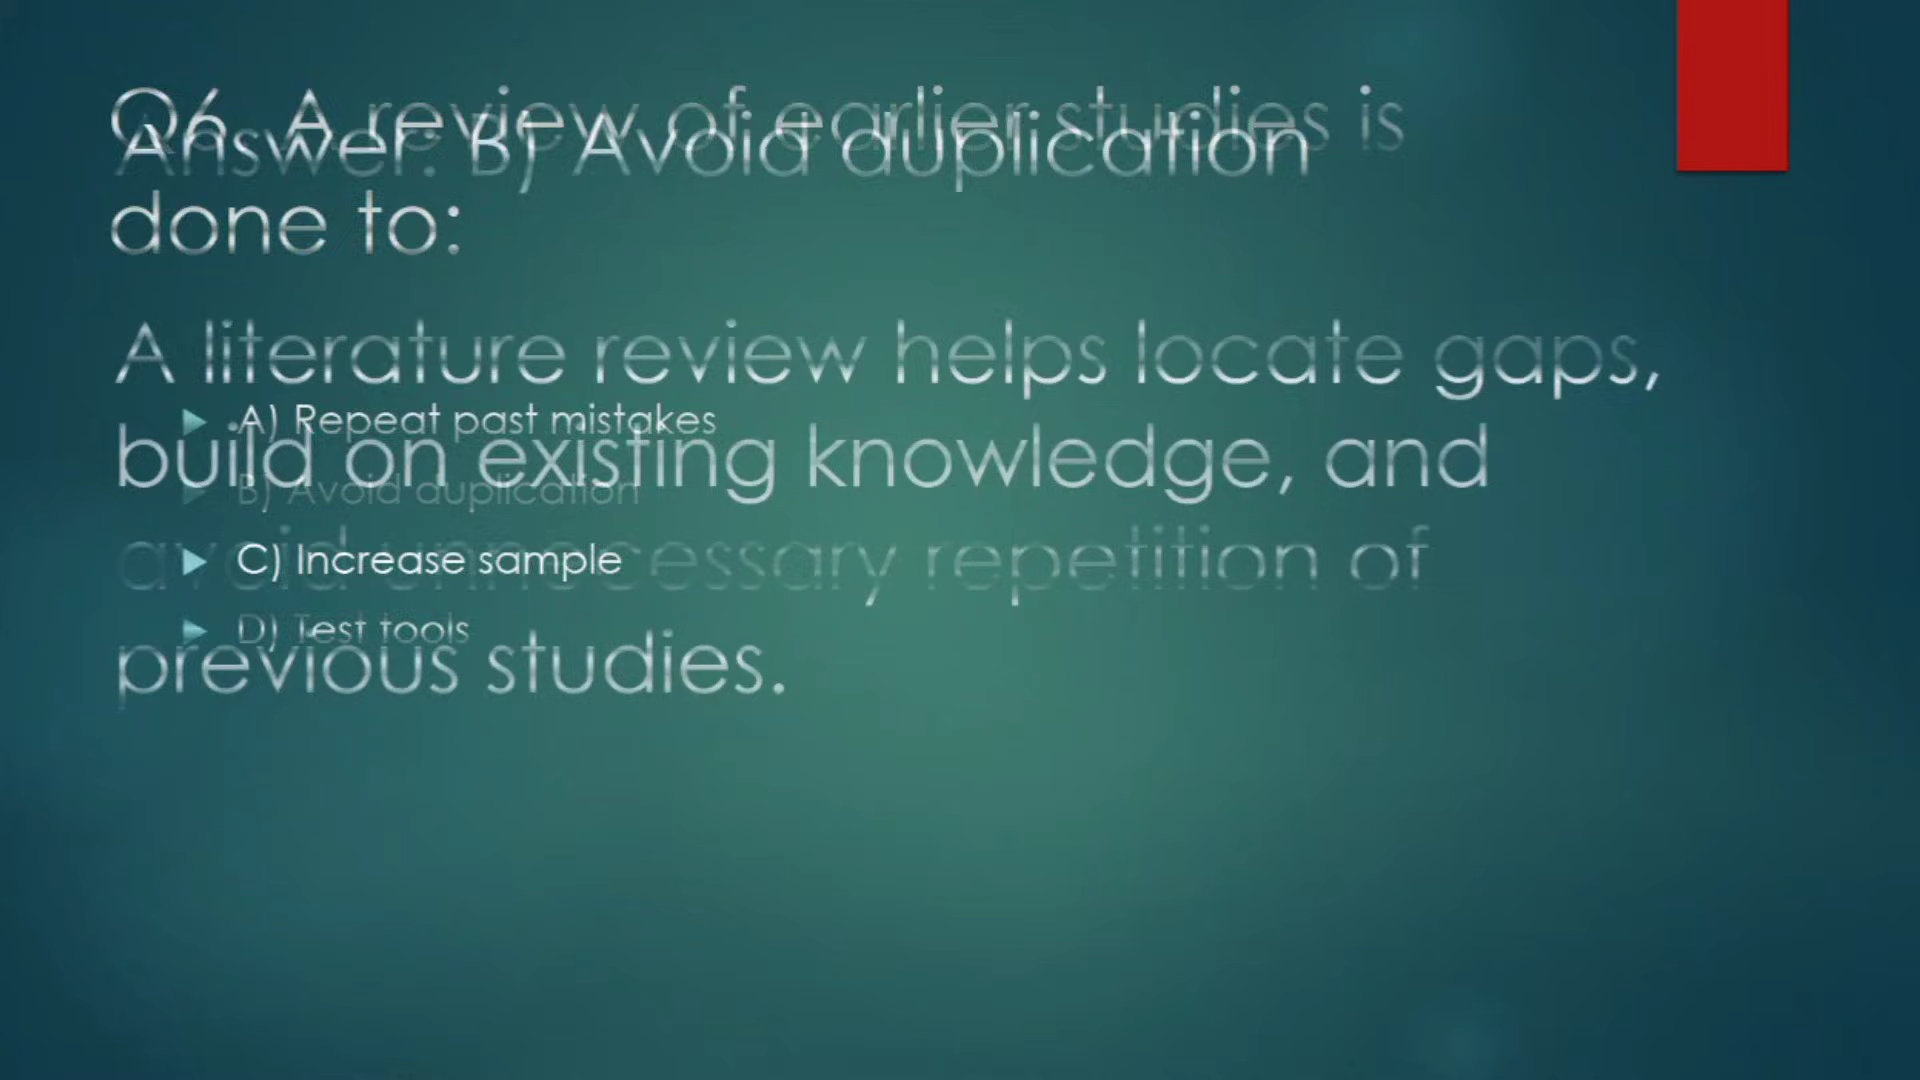 Q6. A review of earlier studies is
done to:
A) Repeat past mistakes
B) Avoid duplication
C) Increase sample
D) Test tools
Answer: B) Avoid duplication
A literature review helps locate gaps,
build on existing knowledge, and
avoid unnecessary repetition of
previous studies.